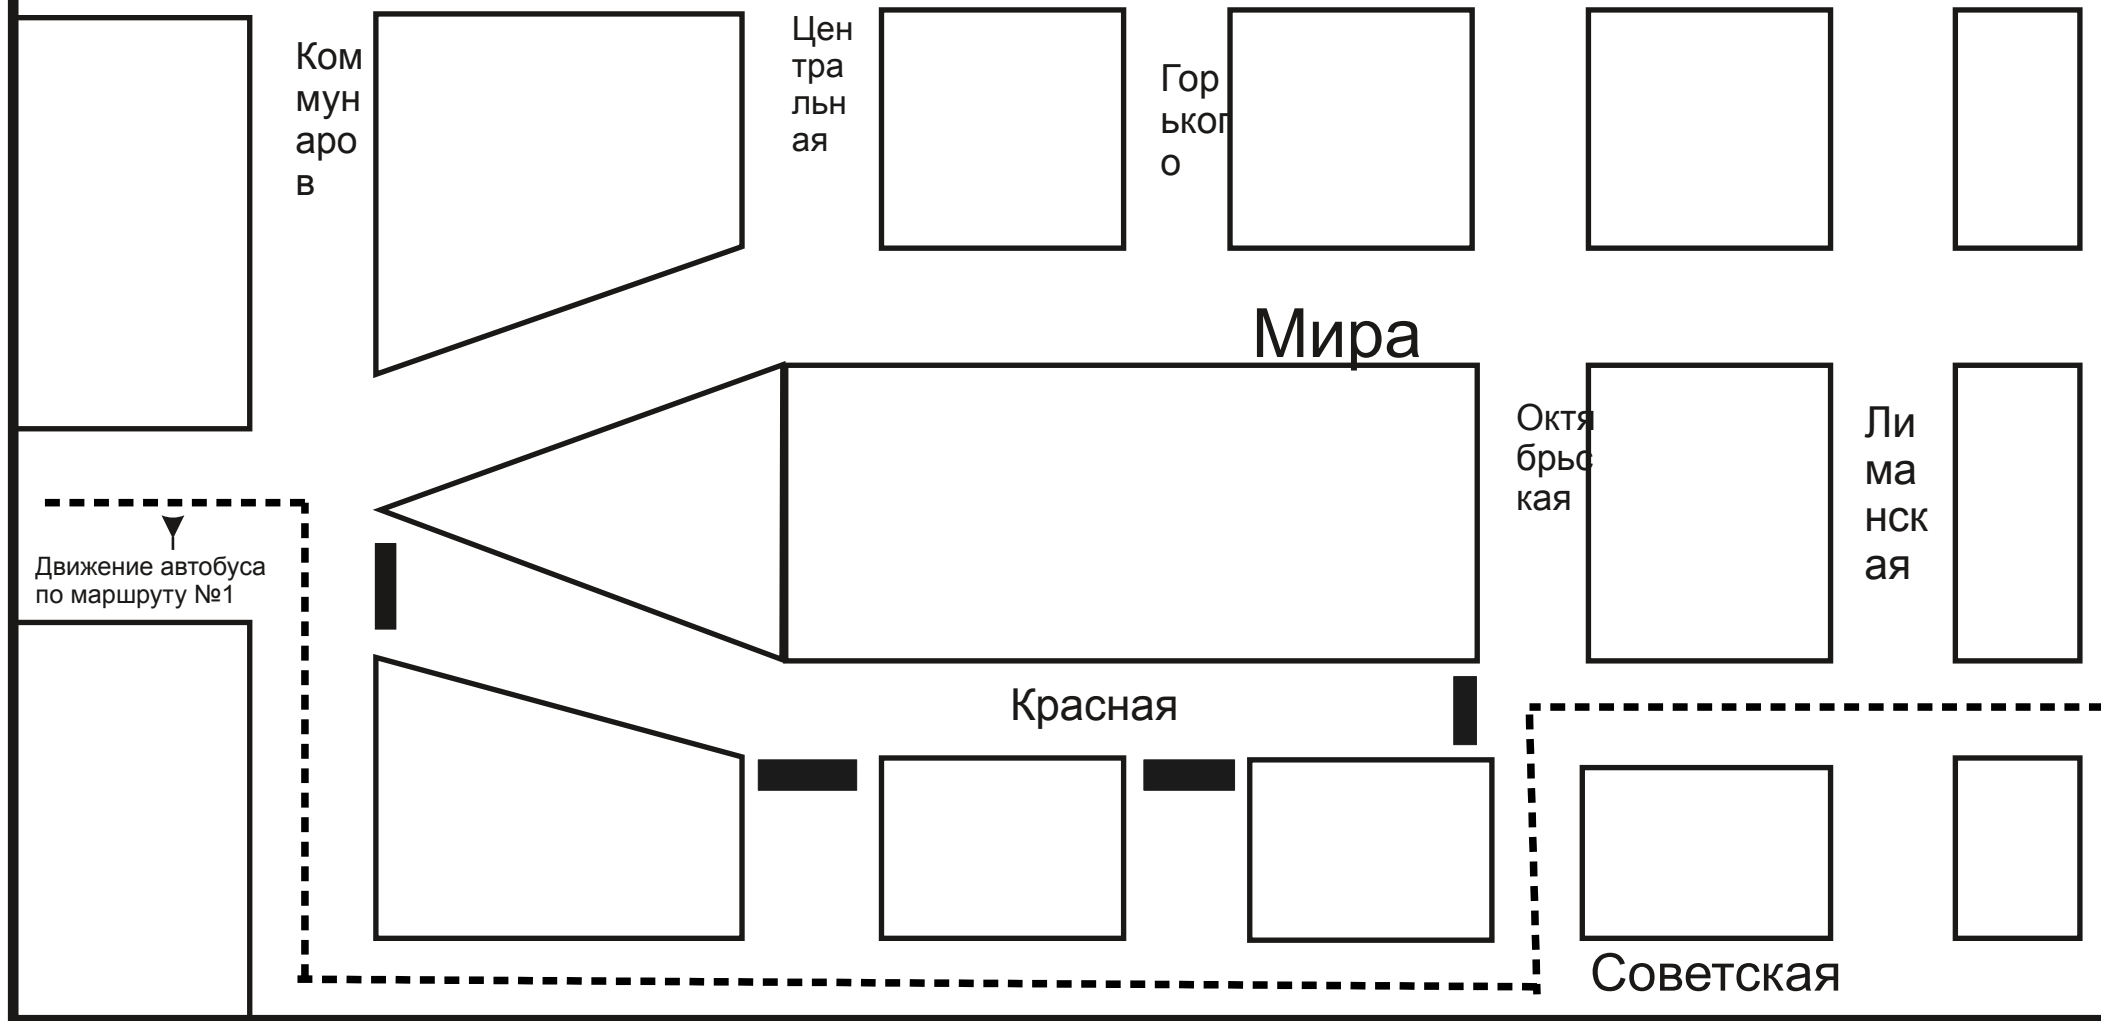 Ком
мун
аро
в
Цен
тра
льн
ая
Гор
ьког
о
Мира
Октя
брьс
кая
Ли
ма
нск
ая
Движение автобуса
по маршруту №1
Красная
Советская